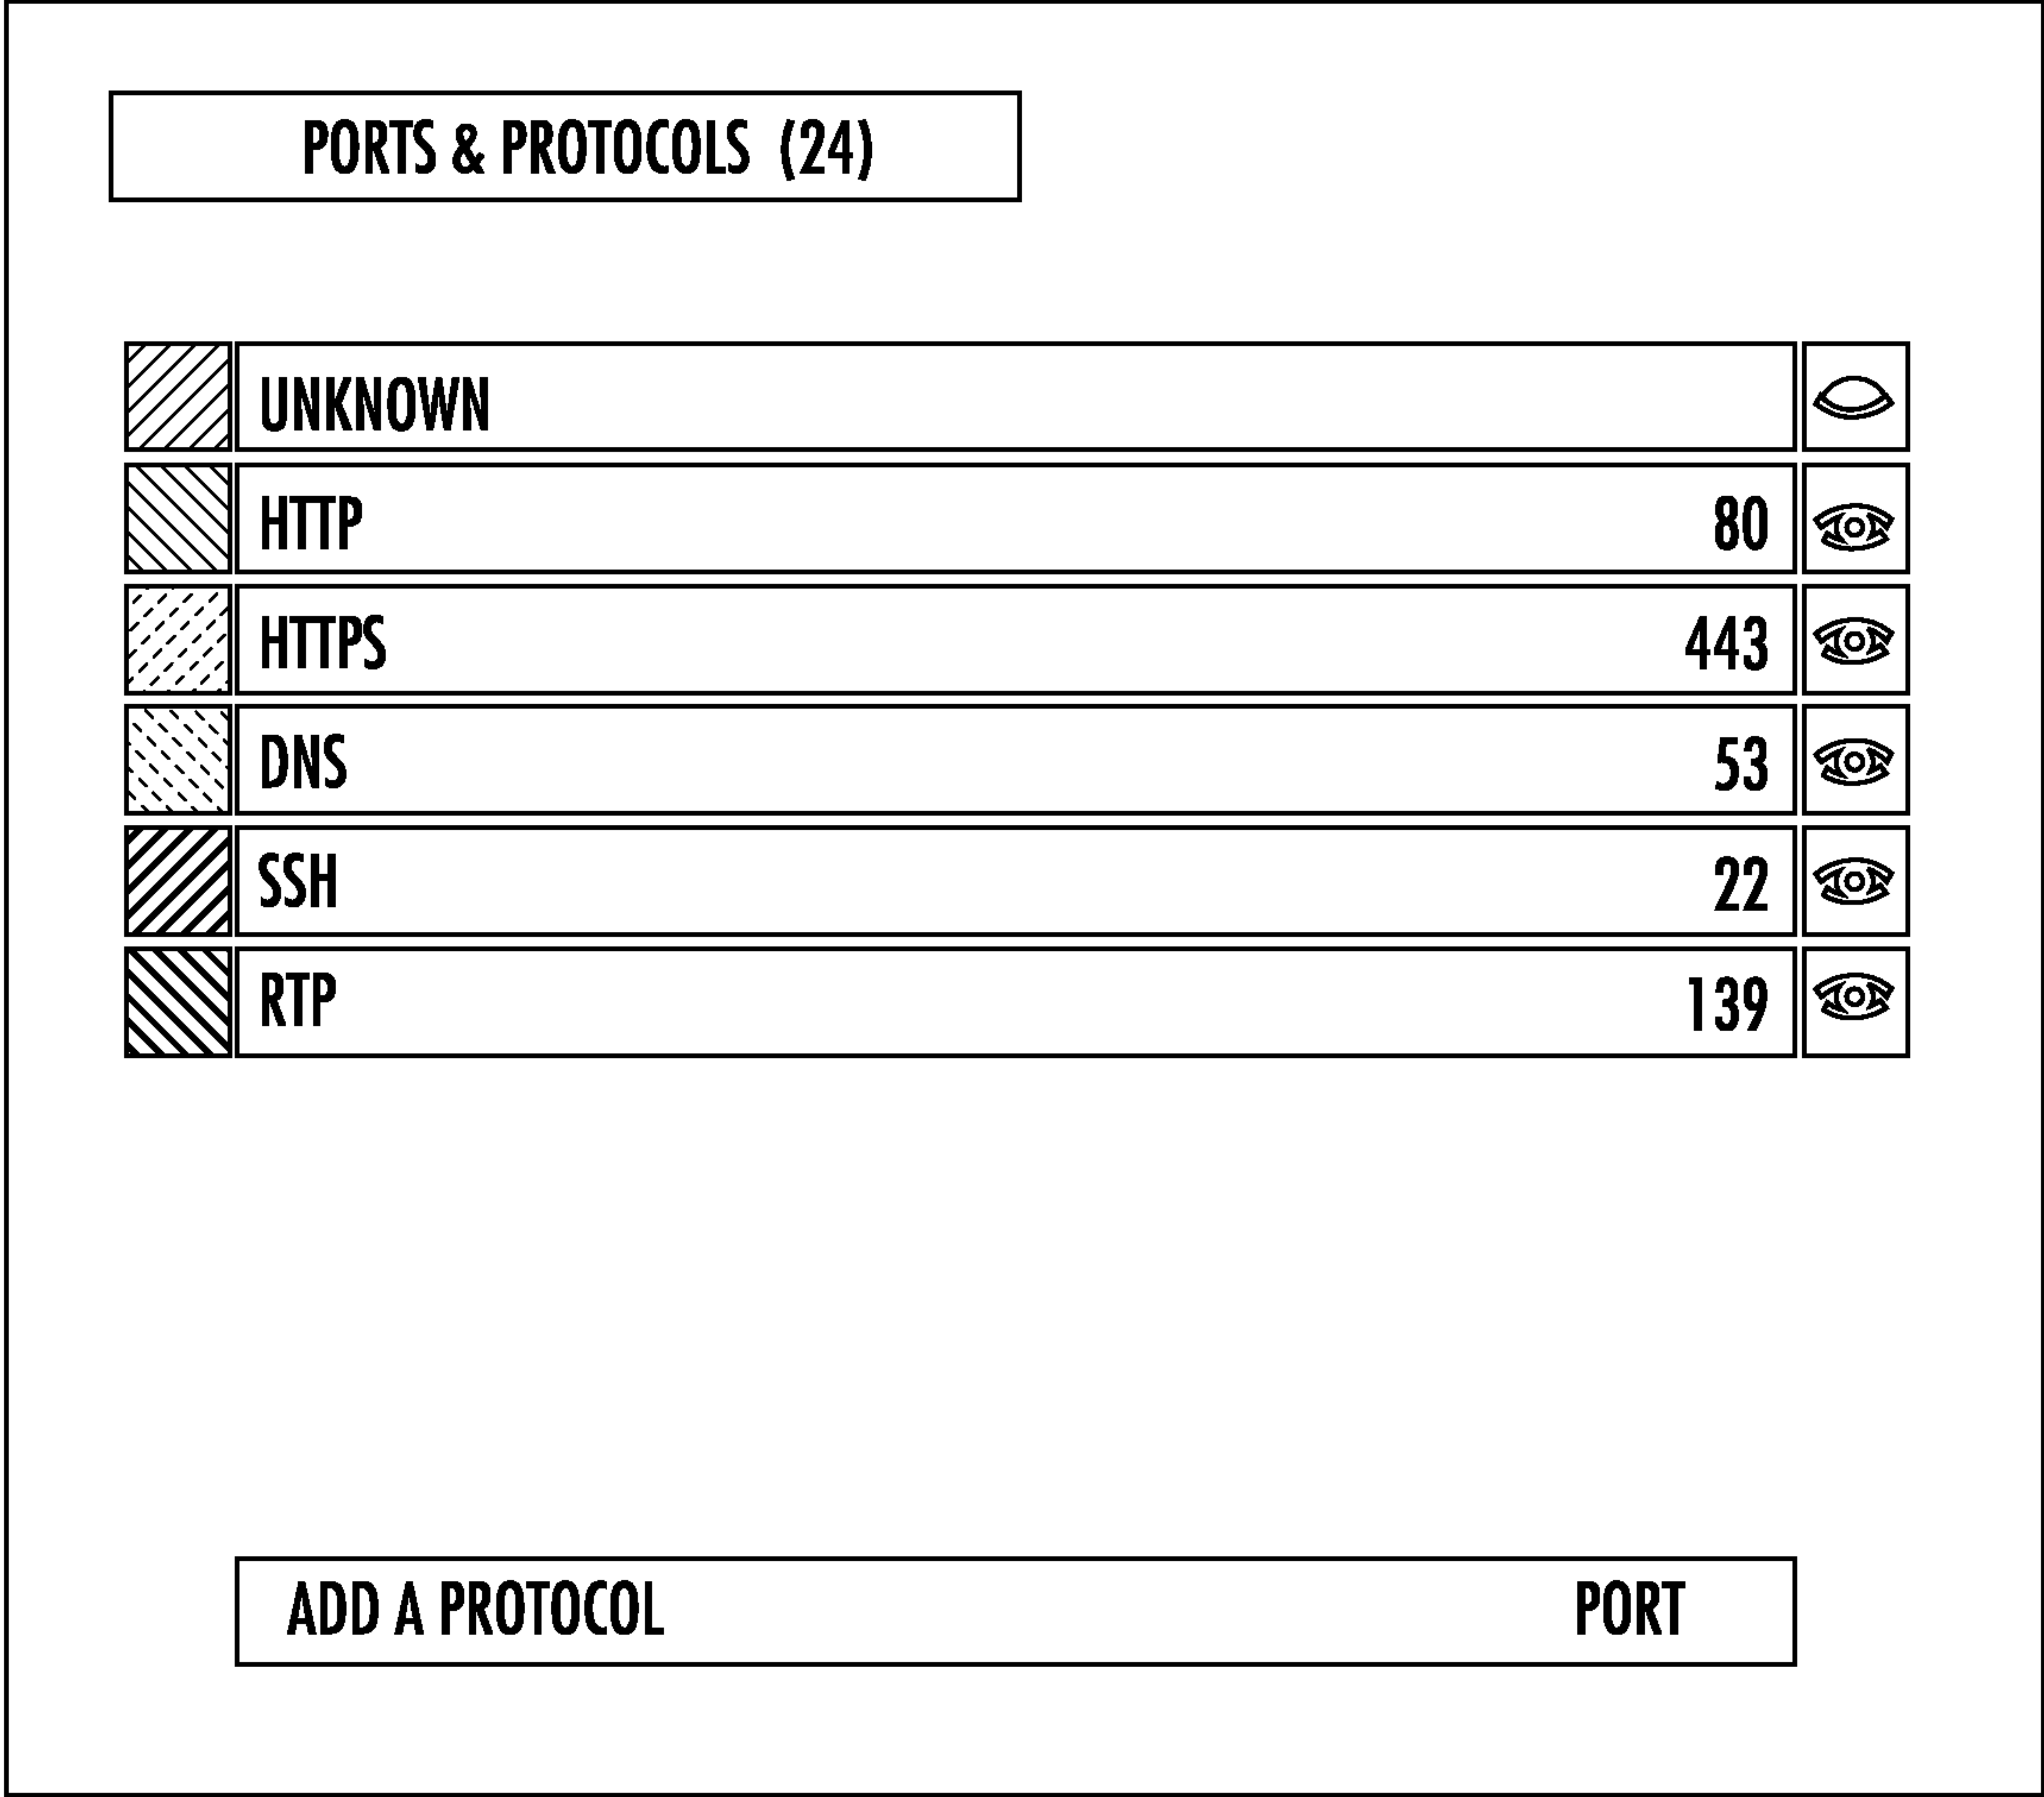 PORTS & PROTOCOLS (24)
UNKNOWN
HTTP 80
HTTPS 443
DNS 53
SSH 22
RTP 139
ADD A PROTOCOL PORT